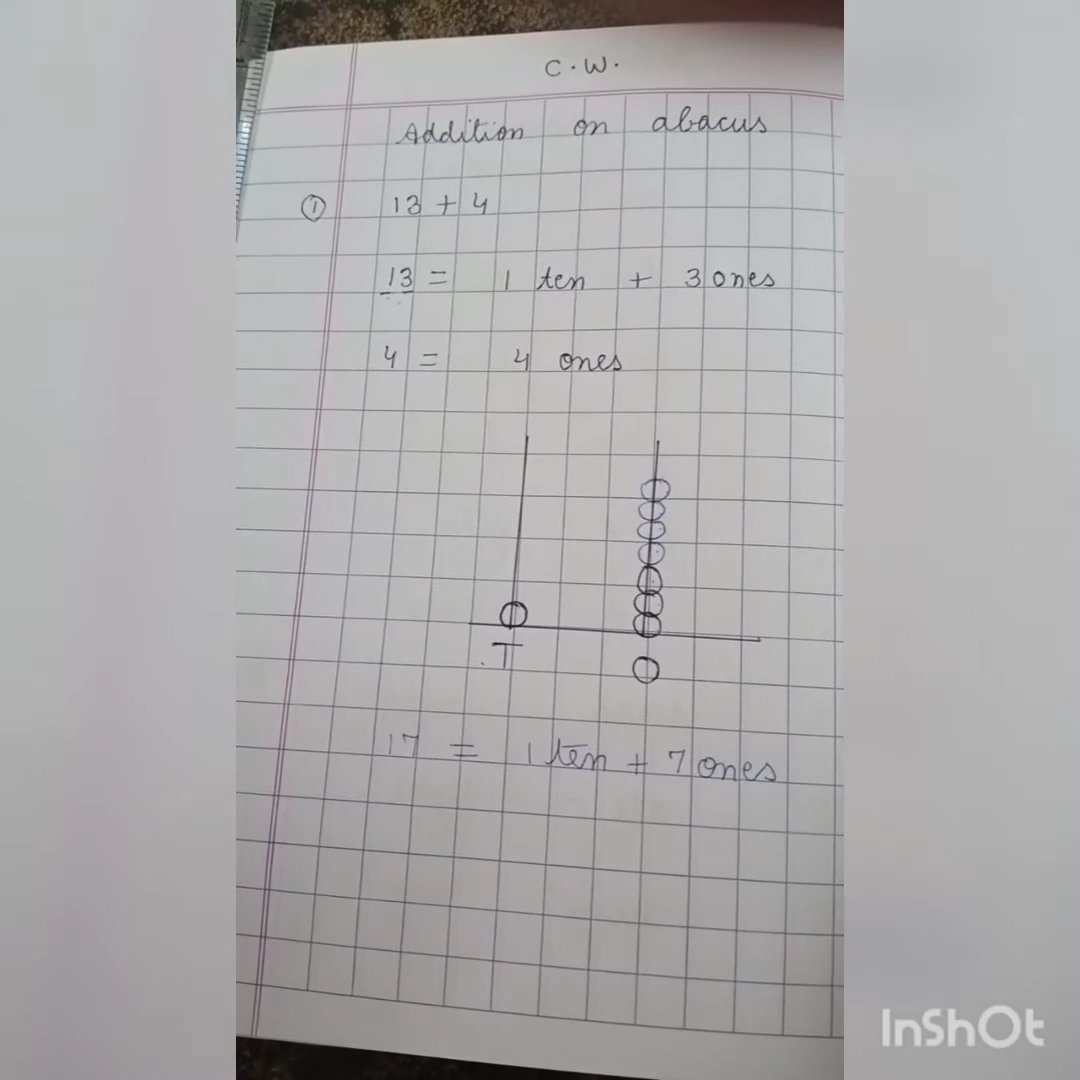 C.W.
Addition on abacus
① 13 + 4
13 = 1 ten + 3 ones
4 = 4 ones
T O
17 = 1 ten + 7 ones
InShOt